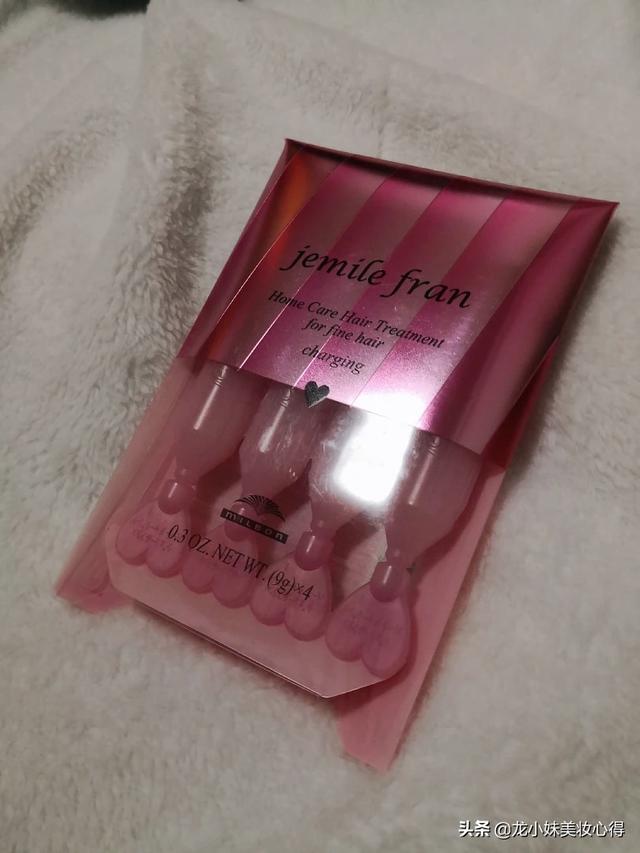 jemile fran
Home Care Hair Treatment
for fine hair
charging
milbon
0.3 OZ. NET WT. (9g)×4
头条 @龙小妹美妆心得